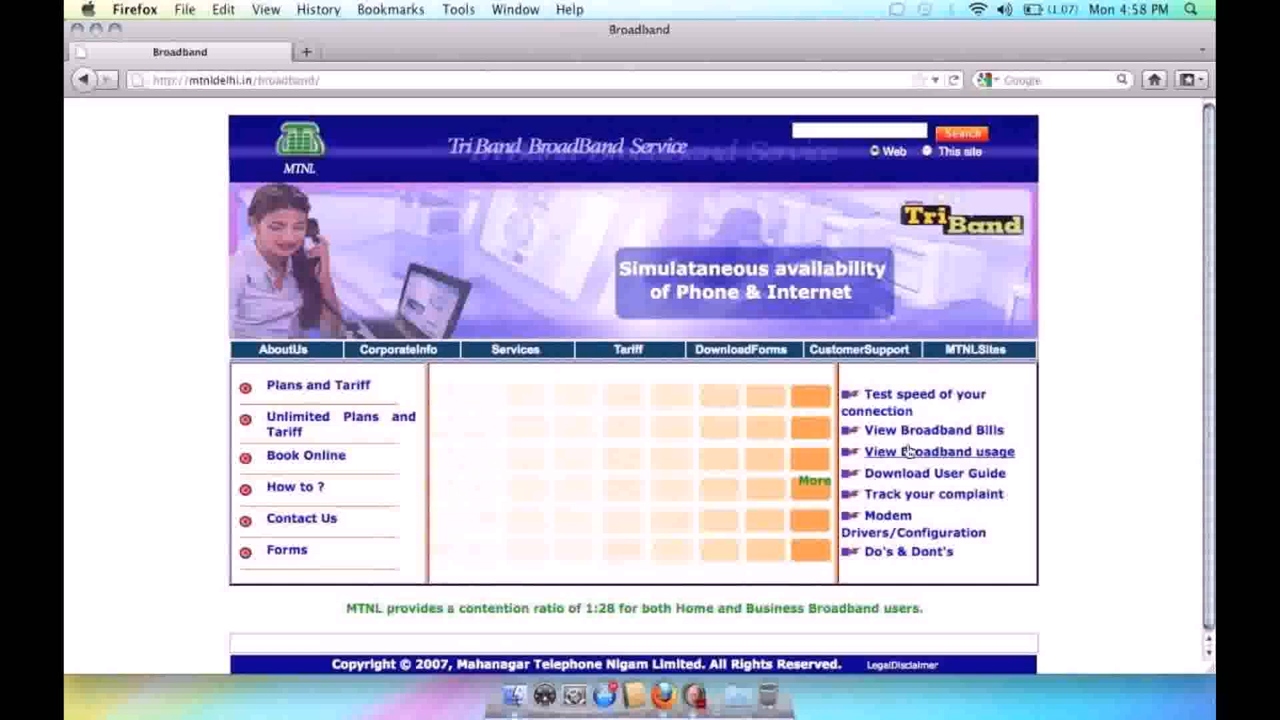 Firefox File Edit View History Bookmarks Tools Window Help (1:07) Mon 4:58 PM
Broadband
Broadband
http://mtnldelhi.in/broadband/ Google
MTNL
Tri Band BroadBand Service
Search
Web This site
Tri Band
Simulataneous availability
of Phone & Internet
AboutUs CorporateInfo Services Tariff DownloadForms CustomerSupport MTNLSites
Plans and Tariff
Unlimited Plans and
Tariff
Book Online
How to ?
Contact Us
Forms
More
Test speed of your
connection
View Broadband Bills
View Broadband usage
Download User Guide
Track your complaint
Modem
Drivers/Configuration
Do's & Dont's
MTNL provides a contention ratio of 1:28 for both Home and Business Broadband users.
Copyright © 2007, Mahanagar Telephone Nigam Limited. All Rights Reserved. LegalDisclaimer